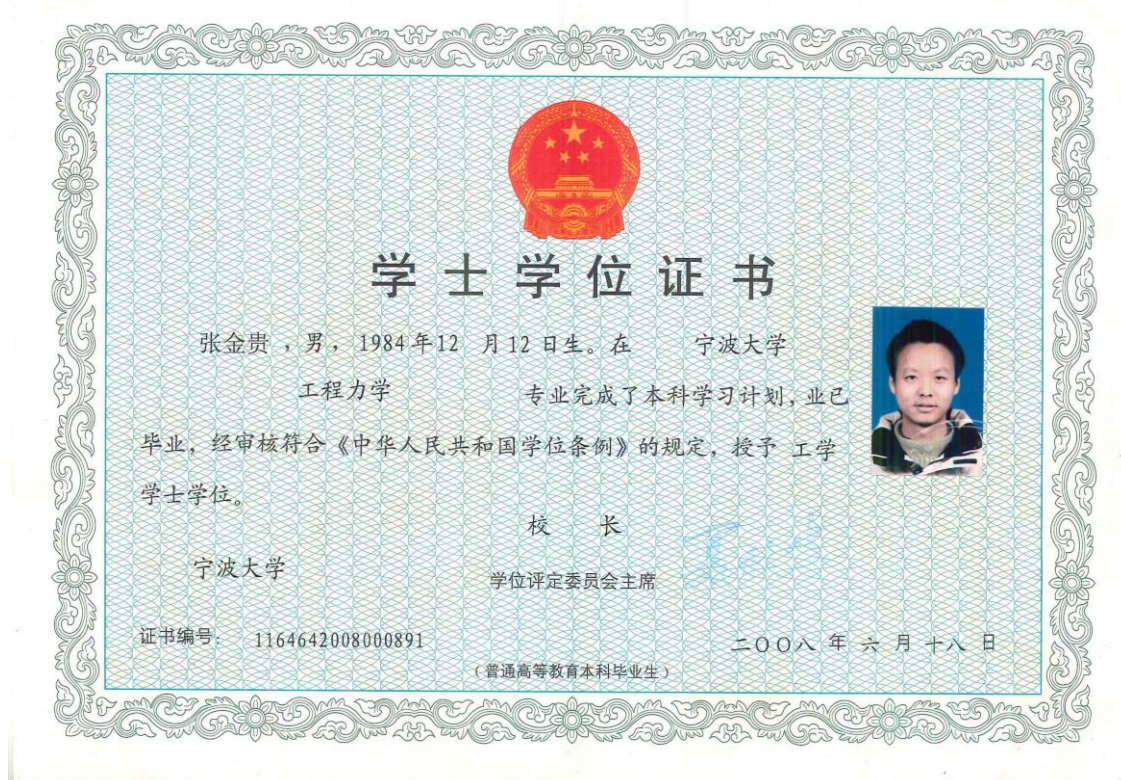 学士学位证书
张金贵 ，男， 1984年12 月12日生。在 宁波大学
工程力学 专业完成了本科学习计划，业已
毕业，经审核符合《中华人民共和国学位条例》的规定，授予 工学
学士学位。
校 长
宁波大学
学位评定委员会主席
证书编号： 1164642008000891
二〇〇八 年 六 月 十八 日
（普通高等教育本科毕业生）